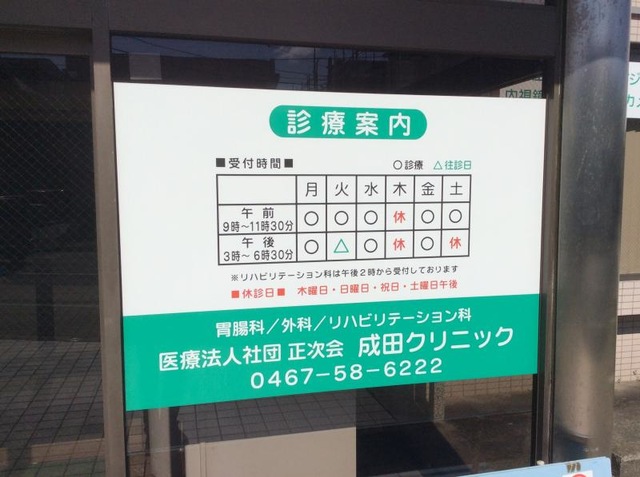 診療案内
■受付時間■ ○診療 △往診日
月 火 水 木 金 土
午前 9時～11時30分 ○ ○ ○ 休 ○ ○
午後 3時～6時30分 ○ △ ○ 休 ○ 休
※リハビリテーション科は午後2時から受付しております
■休診日■ 木曜日・日曜日・祝日・土曜日午後
胃腸科／外科／リハビリテーション科
医療法人社団 正次会 成田クリニック
0467-58-6222
内視鏡